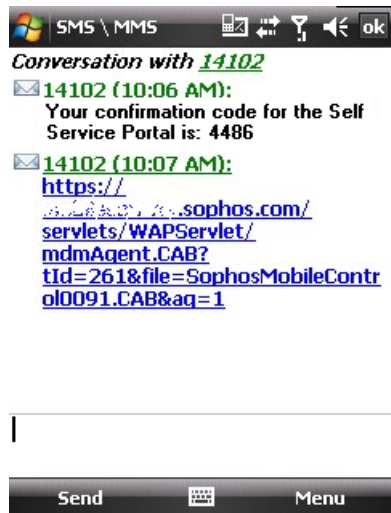 SMS \ MMS ok
Conversation with 14102
14102 (10:06 AM):
Your confirmation code for the Self
Service Portal is: 4486
14102 (10:07 AM):
https://
.sophos.com/
servlets/WAPServlet/
mdmAgent.CAB?
tId=261&file=SophosMobileContr
ol0091.CAB&aq=1
Send Menu